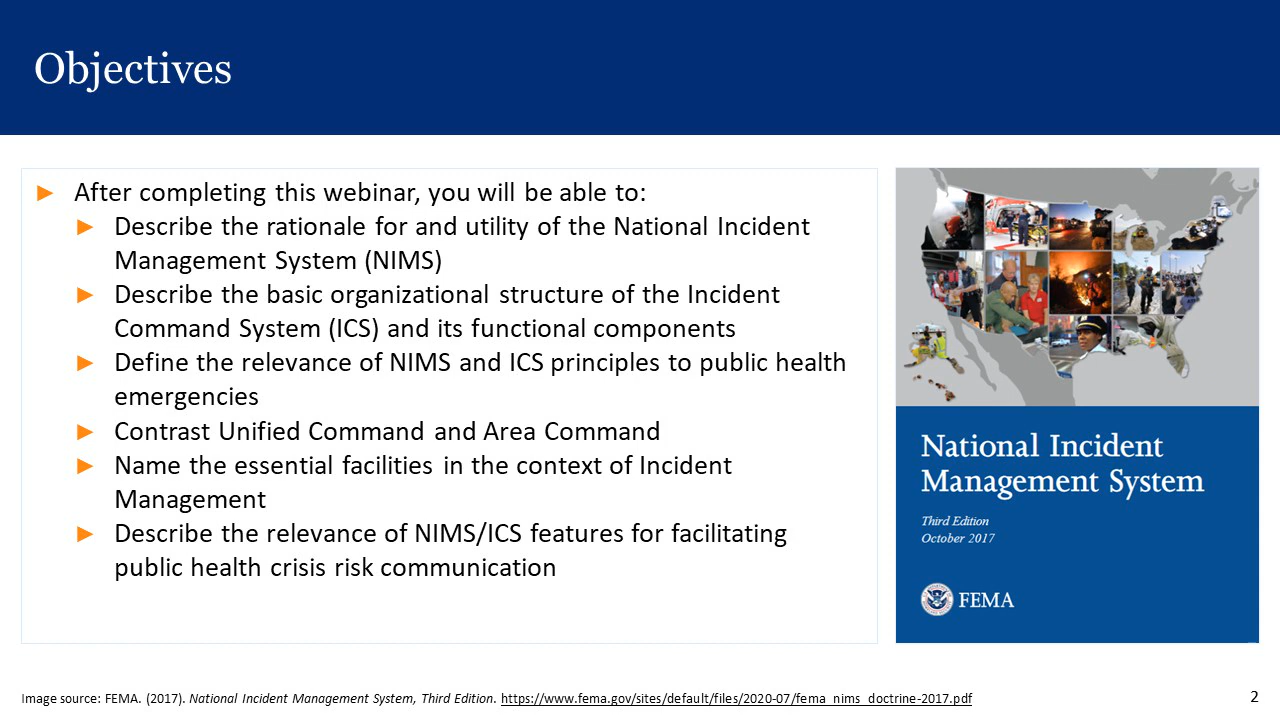 Objectives
► After completing this webinar, you will be able to:
► Describe the rationale for and utility of the National Incident
Management System (NIMS)
► Describe the basic organizational structure of the Incident
Command System (ICS) and its functional components
► Define the relevance of NIMS and ICS principles to public health
emergencies
► Contrast Unified Command and Area Command
► Name the essential facilities in the context of Incident
Management
► Describe the relevance of NIMS/ICS features for facilitating
public health crisis risk communication
National Incident
Management System
Third Edition
October 2017
FEMA
Image source: FEMA. (2017). National Incident Management System, Third Edition. https://www.fema.gov/sites/default/files/2020-07/fema_nims_doctrine-2017.pdf
2